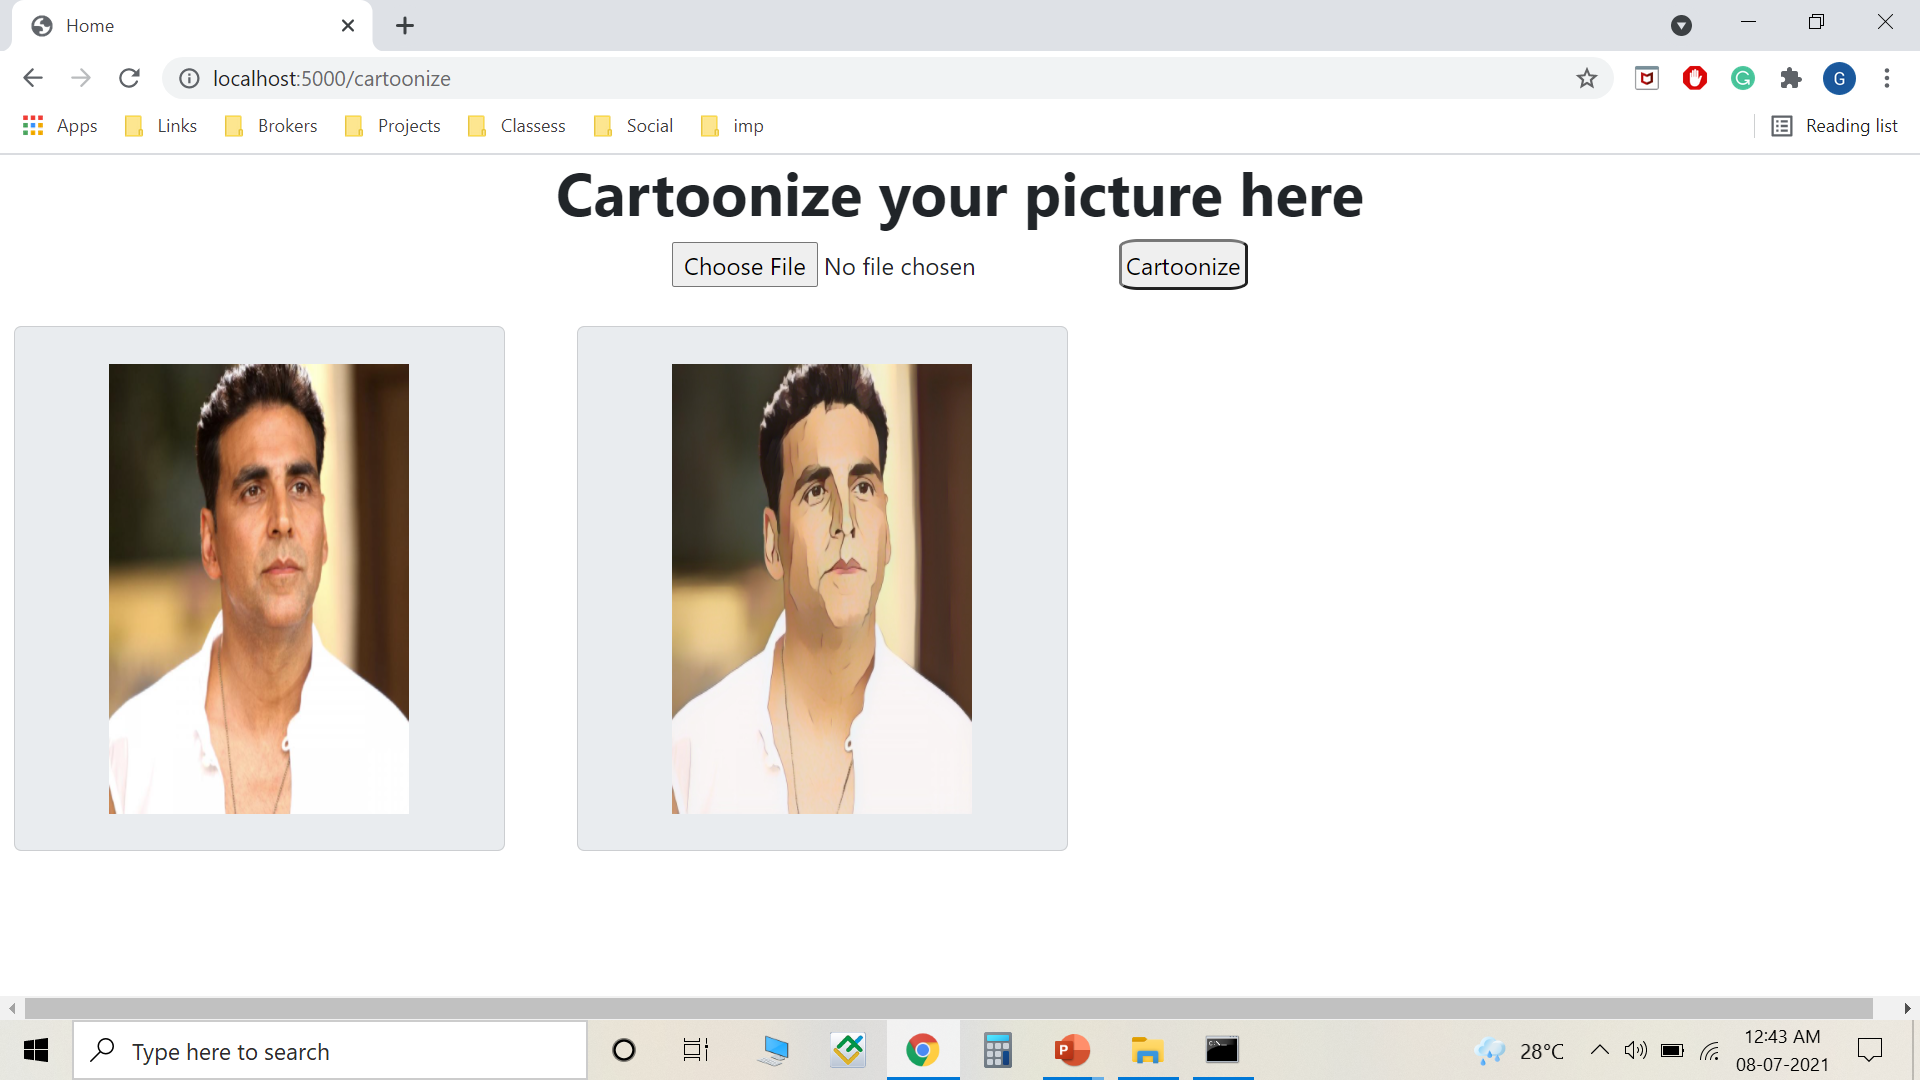 Home
localhost:5000/cartoonize
G
Apps Links Brokers Projects Classess Social imp Reading list
Cartoonize your picture here
Choose File No file chosen Cartoonize
Type here to search
P
C:\_
28°C
12:43 AM
08-07-2021